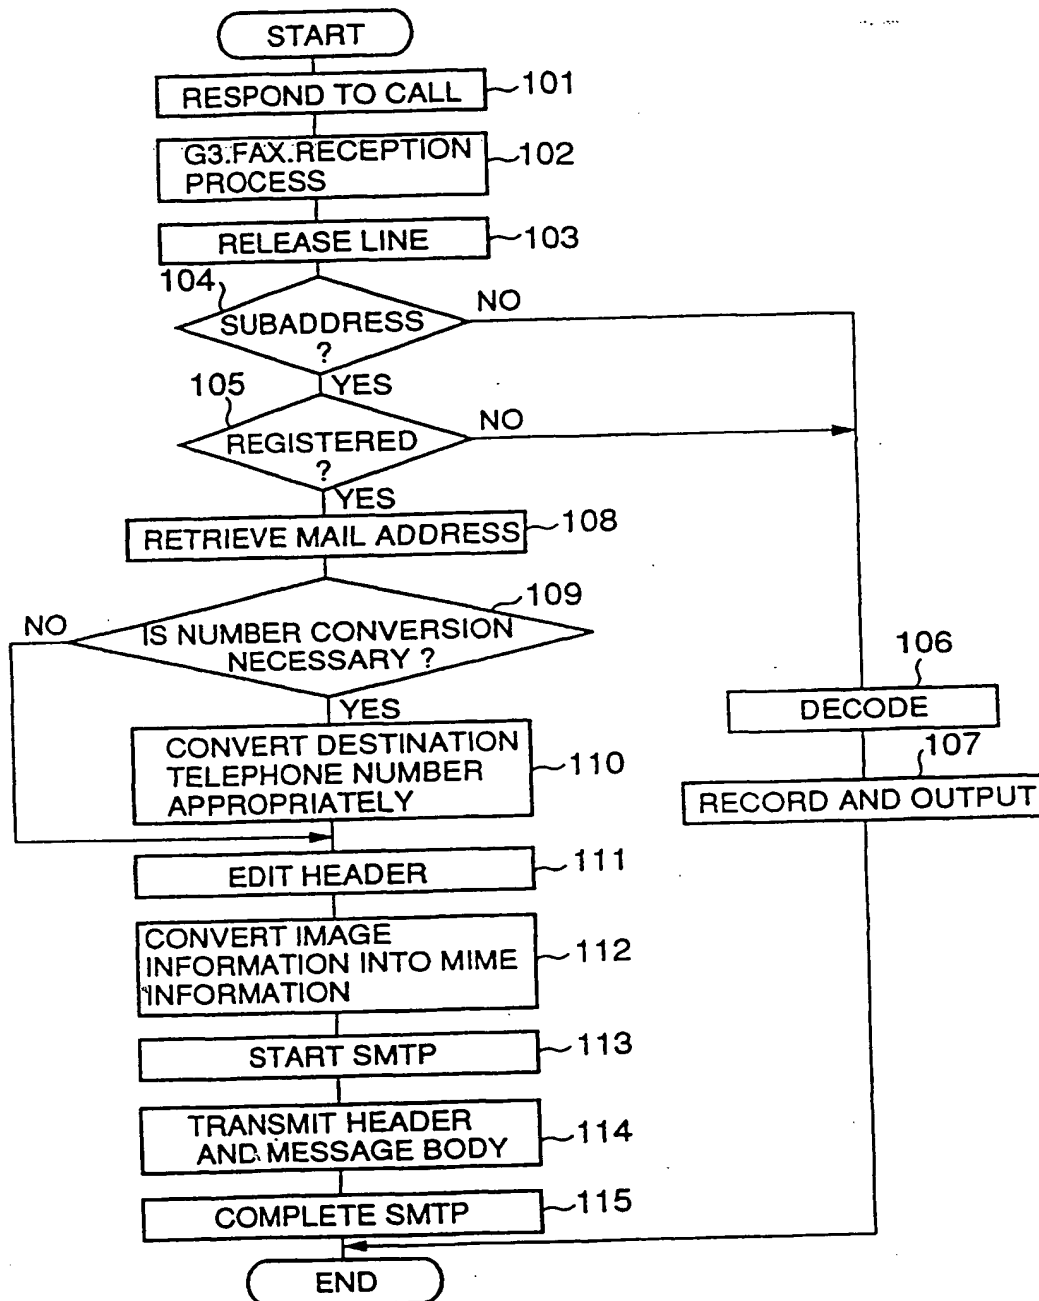 START
RESPOND TO CALL
101
G3.FAX.RECEPTION
PROCESS
102
RELEASE LINE
103
104
SUBADDRESS
?
NO
YES
105
REGISTERED
?
NO
YES
RETRIEVE MAIL ADDRESS
108
109
NO
IS NUMBER CONVERSION
NECESSARY ?
YES
CONVERT DESTINATION
TELEPHONE NUMBER
APPROPRIATELY
110
106
DECODE
107
RECORD AND OUTPUT
EDIT HEADER
111
CONVERT IMAGE
INFORMATION INTO MIME
INFORMATION
112
START SMTP
113
TRANSMIT HEADER
AND MESSAGE BODY
114
COMPLETE SMTP
115
END